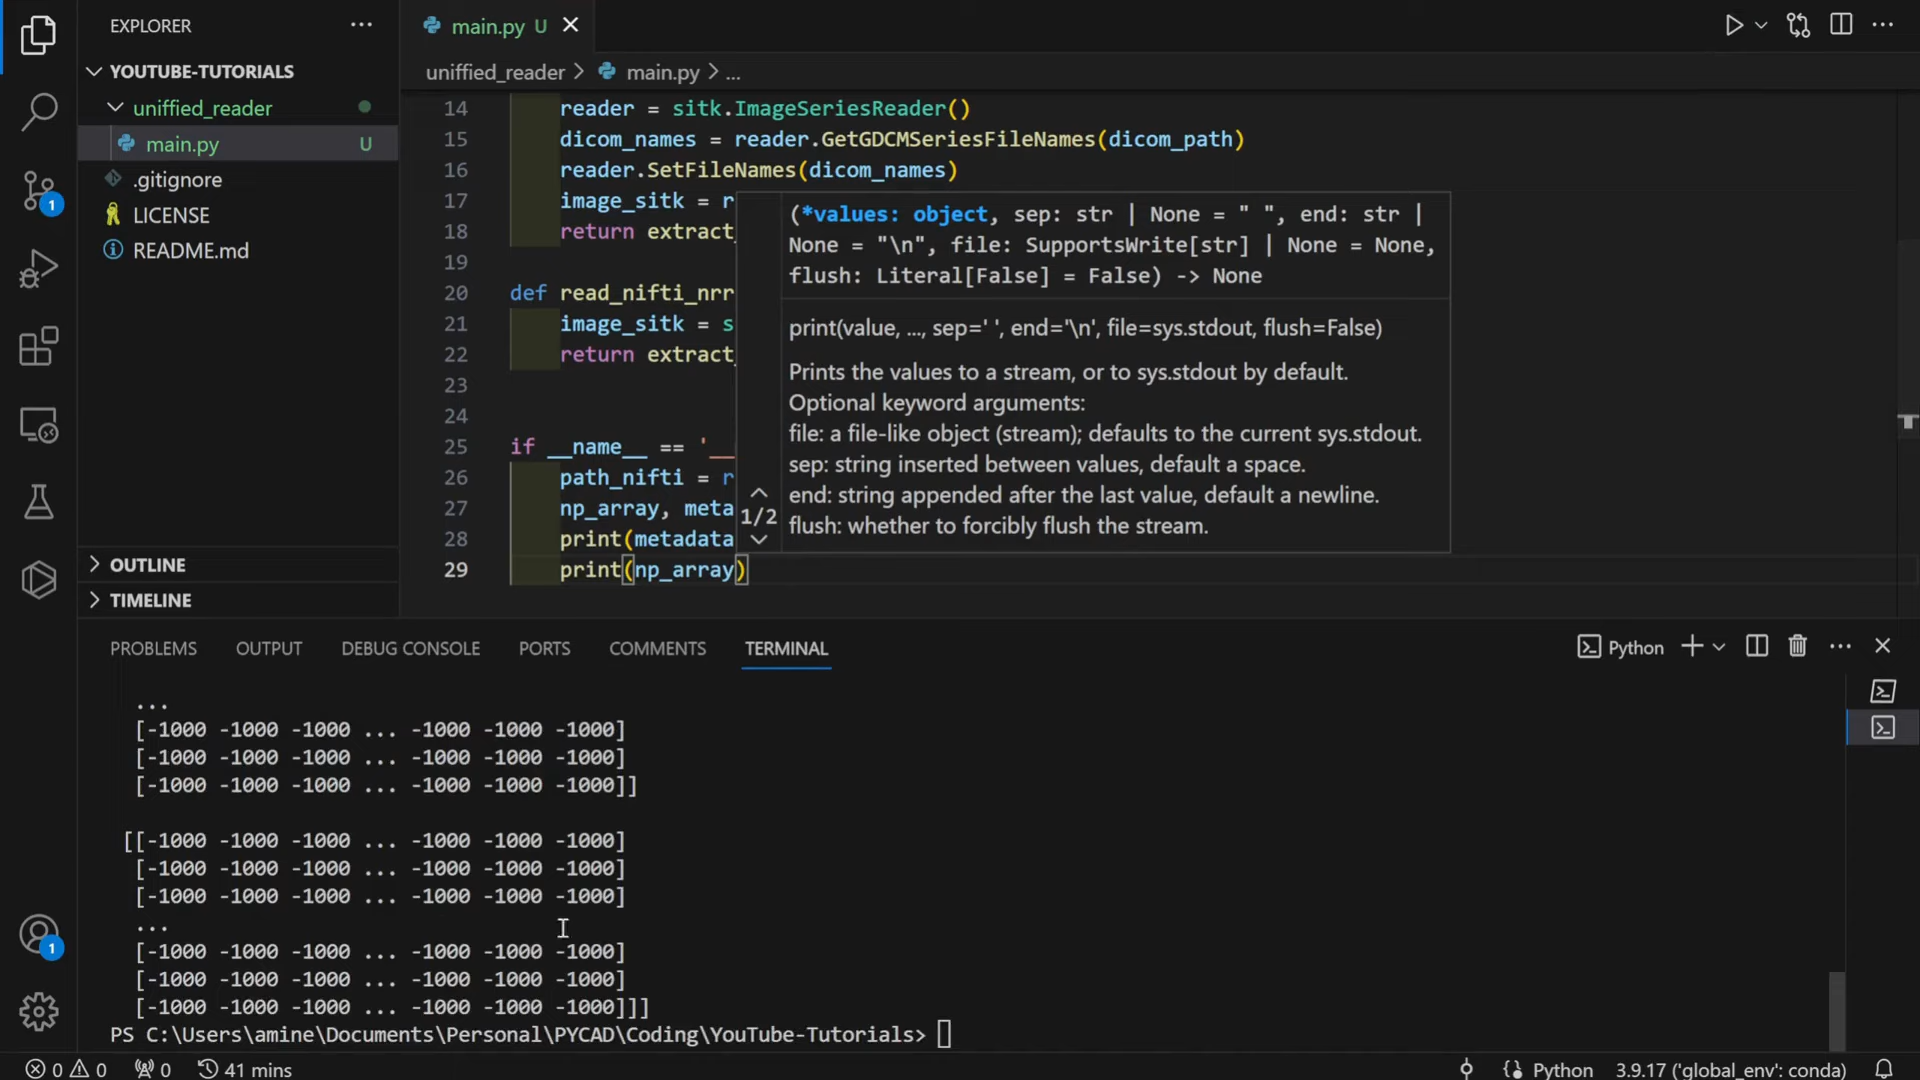 EXPLORER
YOUTUBE-TUTORIALS
uniffied_reader
main.py U
.gitignore
LICENSE
README.md
OUTLINE
TIMELINE
main.py U
uniffied_reader > main.py > ...
14 reader = sitk.ImageSeriesReader()
15 dicom_names = reader.GetGDCMSeriesFileNames(dicom_path)
16 reader.SetFileNames(dicom_names)
17 image_sitk = r
18 return extract_
19
20 def read_nifti_nrr
21 image_sitk = s
22 return extract_
23
24
25 if __name__ == '__
26 path_nifti = r
27 np_array, meta
28 print(metadata
29 print(np_array)
(*values: object, sep: str | None = " ", end: str |
None = "\n", file: SupportsWrite[str] | None = None,
flush: Literal[False] = False) -> None
print(value, ..., sep=' ', end='\n', file=sys.stdout, flush=False)
Prints the values to a stream, or to sys.stdout by default.
Optional keyword arguments:
file: a file-like object (stream); defaults to the current sys.stdout.
sep: string inserted between values, default a space.
end: string appended after the last value, default a newline.
flush: whether to forcibly flush the stream.
1/2
PROBLEMS OUTPUT DEBUG CONSOLE PORTS COMMENTS TERMINAL
Python
...
[-1000 -1000 -1000 ... -1000 -1000 -1000]
[-1000 -1000 -1000 ... -1000 -1000 -1000]
[-1000 -1000 -1000 ... -1000 -1000 -1000]]
[[-1000 -1000 -1000 ... -1000 -1000 -1000]
[-1000 -1000 -1000 ... -1000 -1000 -1000]
[-1000 -1000 -1000 ... -1000 -1000 -1000]
...
[-1000 -1000 -1000 ... -1000 -1000 -1000]
[-1000 -1000 -1000 ... -1000 -1000 -1000]
[-1000 -1000 -1000 ... -1000 -1000 -1000]]]
PS C:\Users\amine\Documents\Personal\PYCAD\Coding\YouTube-Tutorials>
1
1
0 0 0 41 mins Python 3.9.17 ('global_env': conda)